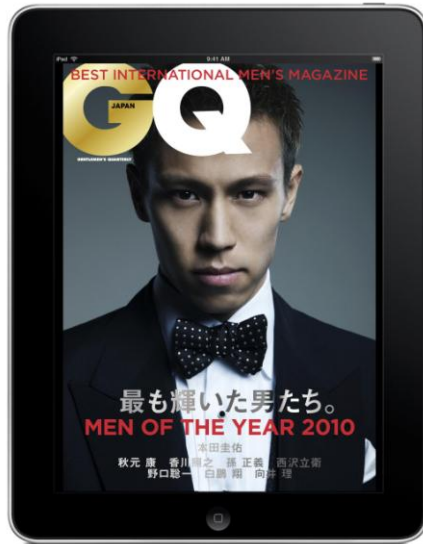 iPad 9:41 AM
BEST INTERNATIONAL MEN'S MAGAZINE
GQ
JAPAN
GENTLEMEN'S QUARTERLY
最も輝いた男たち。
MEN OF THE YEAR 2010
本田圭佑
秋元 康 香川照之 孫 正義 西沢立衛
野口聡一 白鵬 翔 向井 理